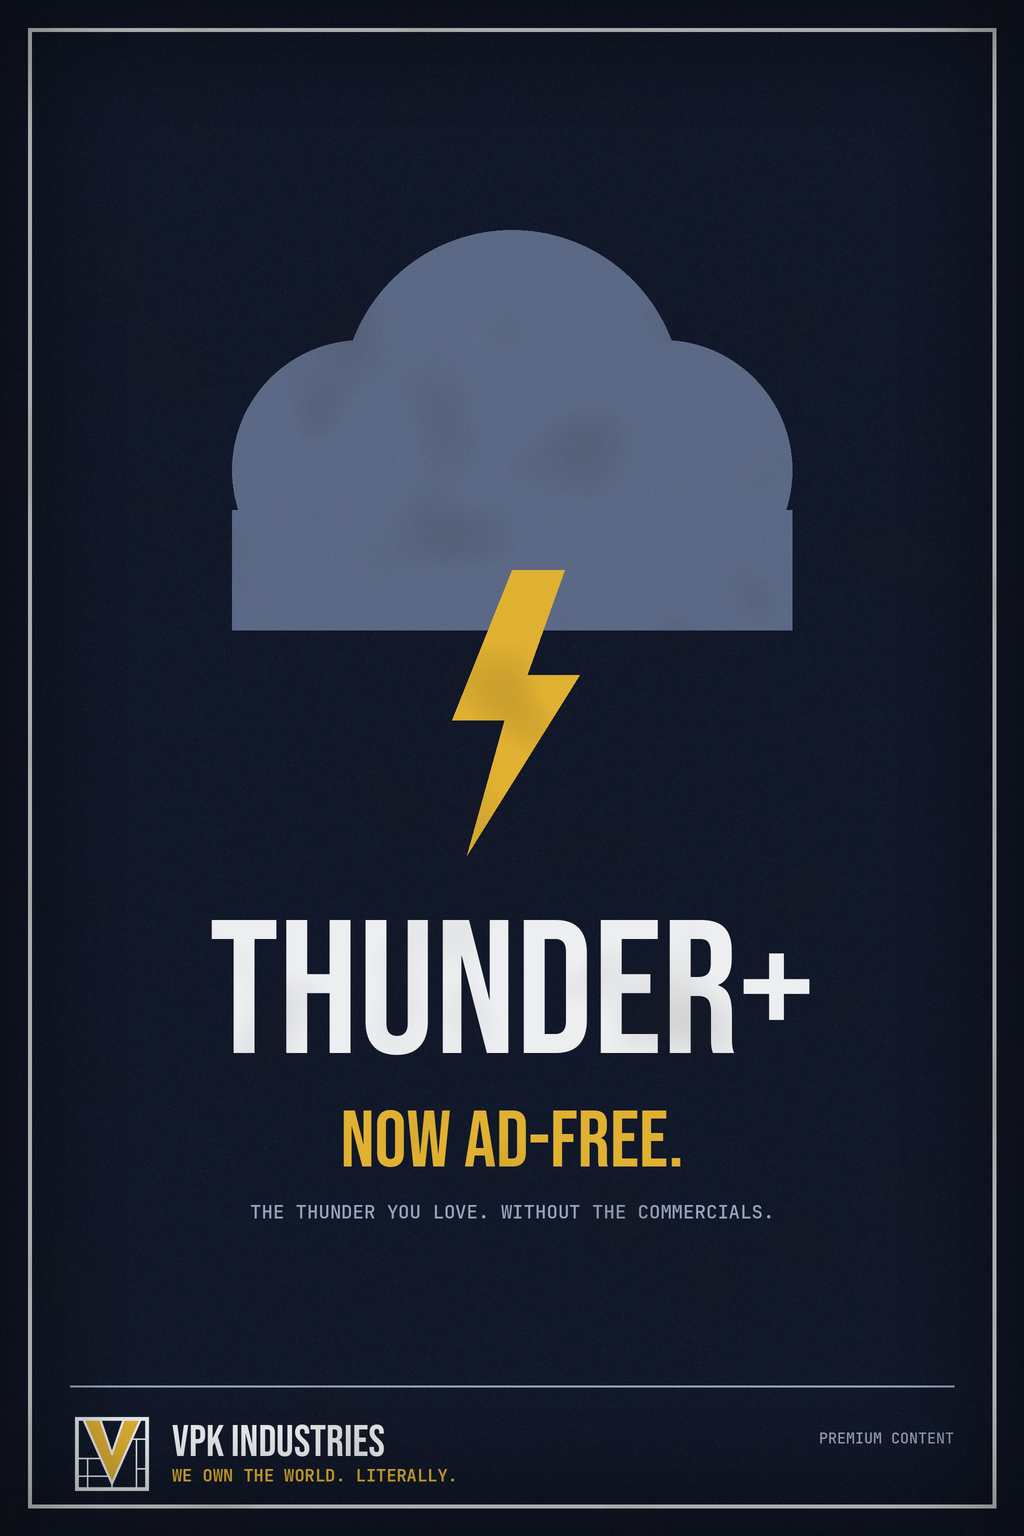 THUNDER+
NOW AD-FREE.
THE THUNDER YOU LOVE. WITHOUT THE COMMERCIALS.
V
VPK INDUSTRIES
WE OWN THE WORLD. LITERALLY.
PREMIUM CONTENT